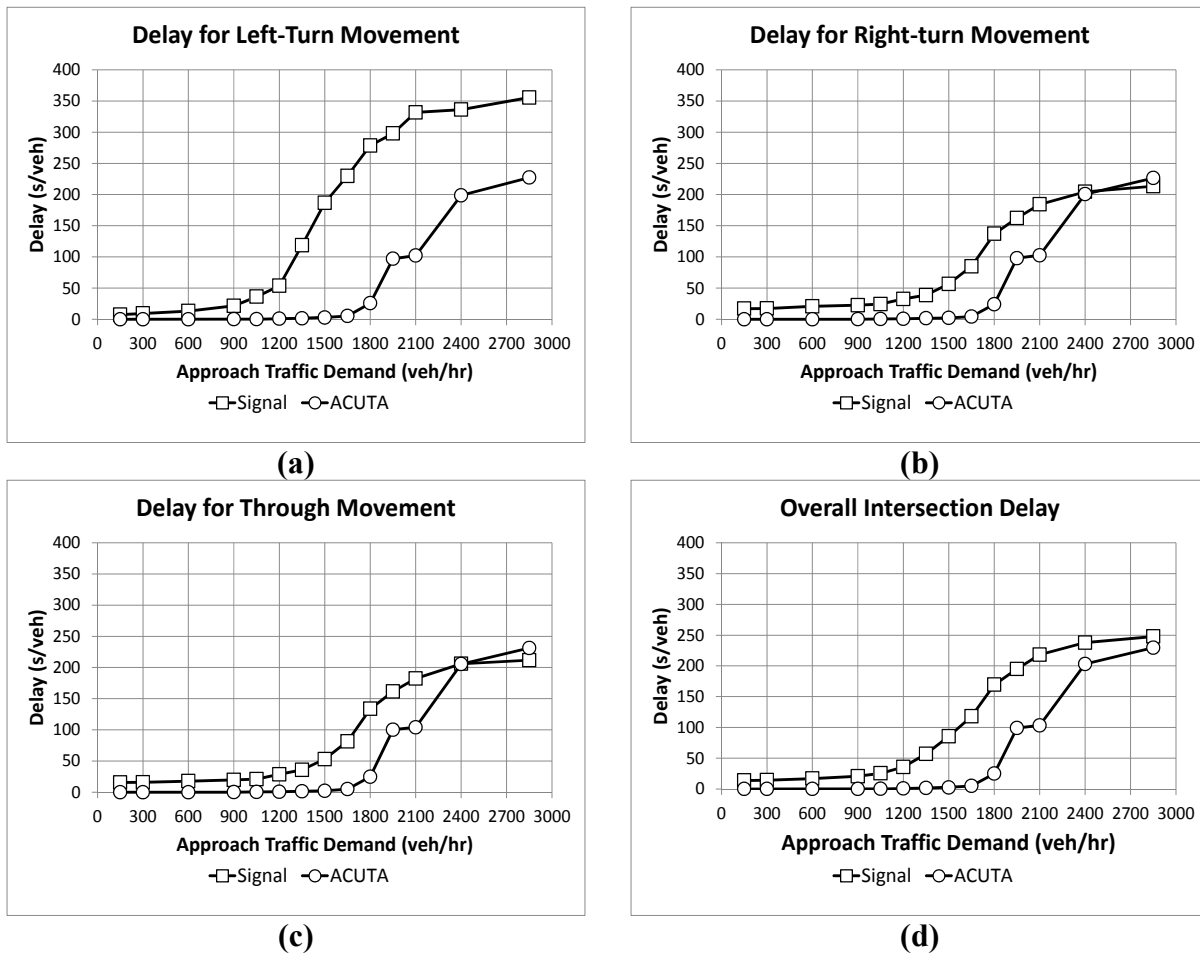 Delay for Left-Turn Movement
400
350
300
250
200
150
100
50
0
Delay (s/veh)
0 300 600 900 1200 1500 1800 2100 2400 2700 3000
Approach Traffic Demand (veh/hr)
Signal ACUTA
(a)
Delay for Right-turn Movement
400
350
300
250
200
150
100
50
0
Delay (s/veh)
0 300 600 900 1200 1500 1800 2100 2400 2700 3000
Approach Traffic Demand (veh/hr)
Signal ACUTA
(b)
Delay for Through Movement
400
350
300
250
200
150
100
50
0
Delay (s/veh)
0 300 600 900 1200 1500 1800 2100 2400 2700 3000
Approach Traffic Demand (veh/hr)
Signal ACUTA
(c)
Overall Intersection Delay
400
350
300
250
200
150
100
50
0
Delay (s/veh)
0 300 600 900 1200 1500 1800 2100 2400 2700 3000
Approach Traffic Demand (veh/hr)
Signal ACUTA
(d)